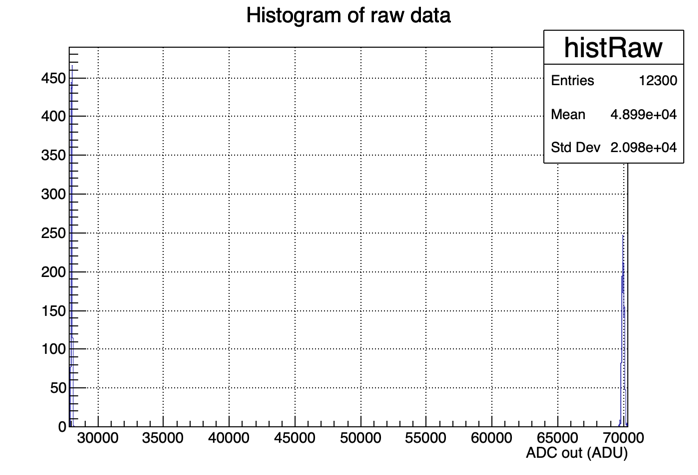 Histogram of raw data
histRaw
Entries 12300
Mean 4.899e+04
Std Dev 2.098e+04
450
400
350
300
250
200
150
100
50
0
30000 35000 40000 45000 50000 55000 60000 65000 70000
ADC out (ADU)